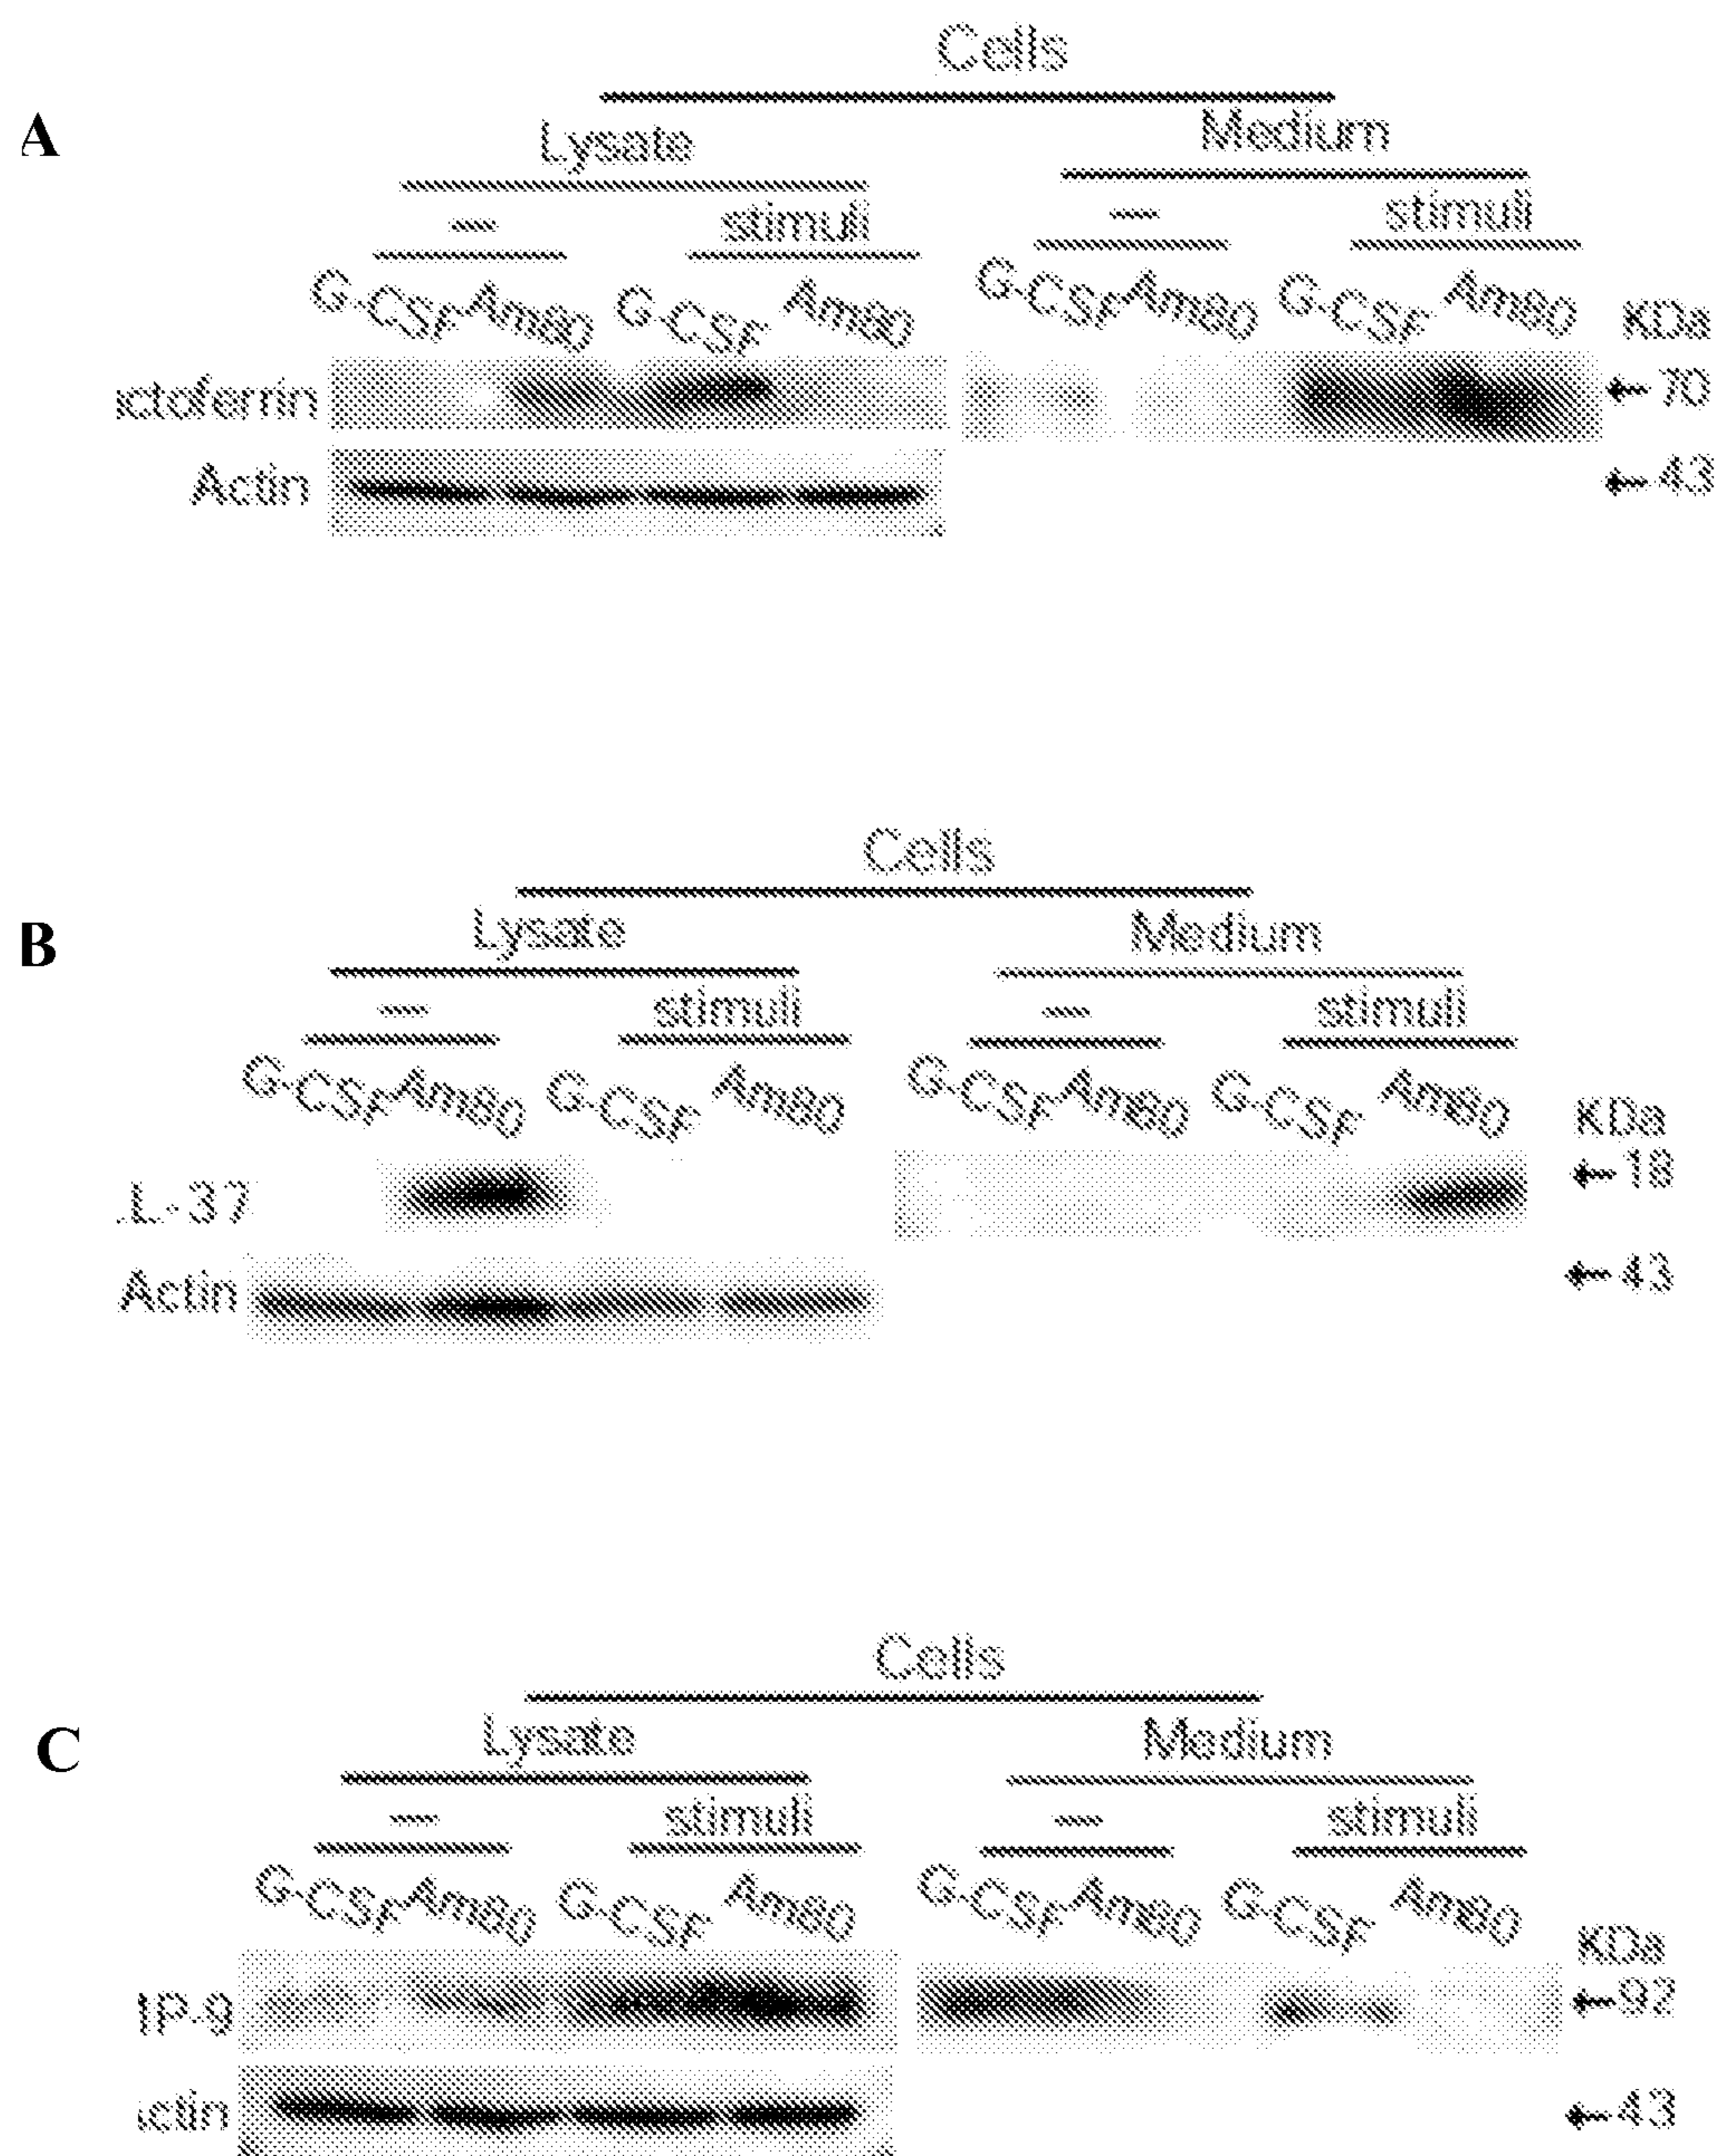 Cells
A
Lysate Medium
— stimuli — stimuli
G-CSF Am80 G-CSF Am80 G-CSF Am80 G-CSF Am80 KDa
ctoferrin ←70
Actin ←43
Cells
B
Lysate Medium
— stimuli — stimuli
G-CSF Am80 G-CSF Am80 G-CSF Am80 G-CSF Am80 KDa
.L-37 ←18
Actin ←43
Cells
C
Lysate Medium
— stimuli — stimuli
G-CSF Am80 G-CSF Am80 G-CSF Am80 G-CSF Am80 KDa
IP-9 ←92
ctin ←43